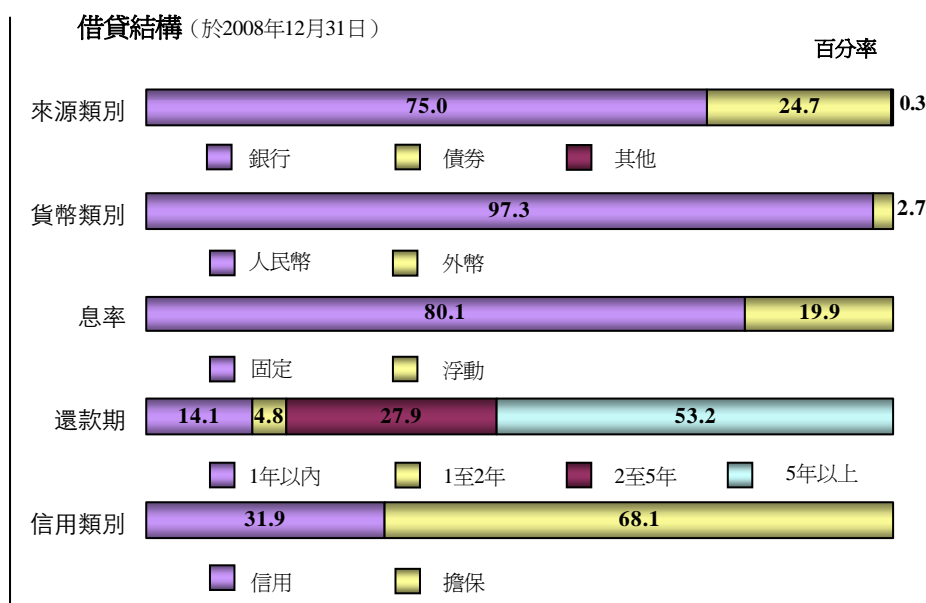 借貸結構（於2008年12月31日）
百分率
來源類別 75.0 24.7 0.3
銀行 債券 其他
貨幣類別 97.3 2.7
人民幣 外幣
息率 80.1 19.9
固定 浮動
還款期 14.1 4.8 27.9 53.2
1年以內 1至2年 2至5年 5年以上
信用類別 31.9 68.1
信用 擔保